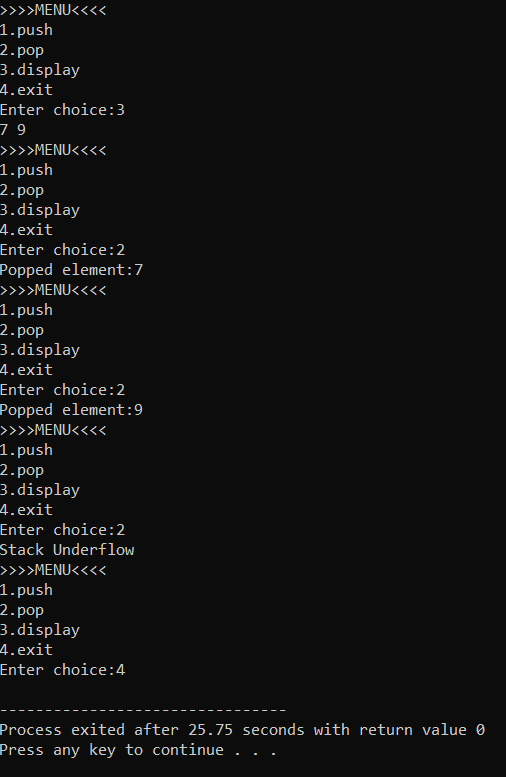 >>>>MENU<<<<
1.push
2.pop
3.display
4.exit
Enter choice:3
7 9
>>>>MENU<<<<
1.push
2.pop
3.display
4.exit
Enter choice:2
Popped element:7
>>>>MENU<<<<
1.push
2.pop
3.display
4.exit
Enter choice:2
Popped element:9
>>>>MENU<<<<
1.push
2.pop
3.display
4.exit
Enter choice:2
Stack Underflow
>>>>MENU<<<<
1.push
2.pop
3.display
4.exit
Enter choice:4
--------------------------------
Process exited after 25.75 seconds with return value 0
Press any key to continue . . .